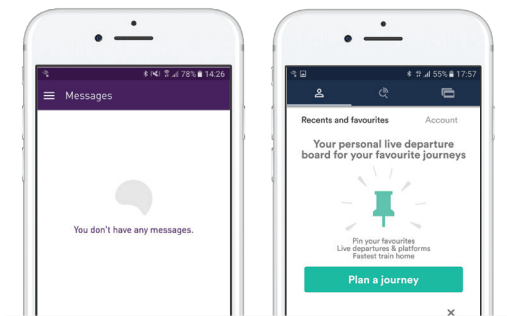 78% 14:26
Messages
You don't have any messages.
55% 17:57
Recents and favourites Account
Your personal live departure
board for your favourite journeys
Pin your favourites
Live departures & platforms
Fastest train home
Plan a journey